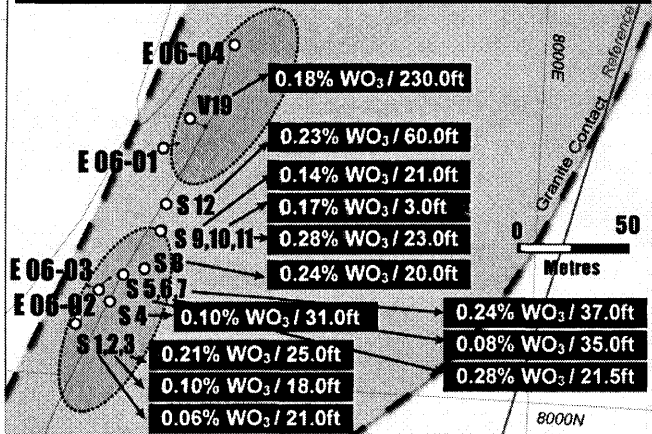 E 06-04
8000E
Reference
V19
0.18% WO₃ / 230.0ft
E 06-01
0.23% WO₃ / 60.0ft
0.14% WO₃ / 21.0ft
Granite Contact
S 12
0.17% WO₃ / 3.0ft
S 9,10,11
0.28% WO₃ / 23.0ft
0 50
Metres
S 8
0.24% WO₃ / 20.0ft
E 06-03
S 5,6,7
E 06-02
S 4
0.10% WO₃ / 31.0ft
0.24% WO₃ / 37.0ft
0.08% WO₃ / 35.0ft
S 1,2,3
0.21% WO₃ / 25.0ft
0.28% WO₃ / 21.5ft
0.10% WO₃ / 18.0ft
0.06% WO₃ / 21.0ft
8000N